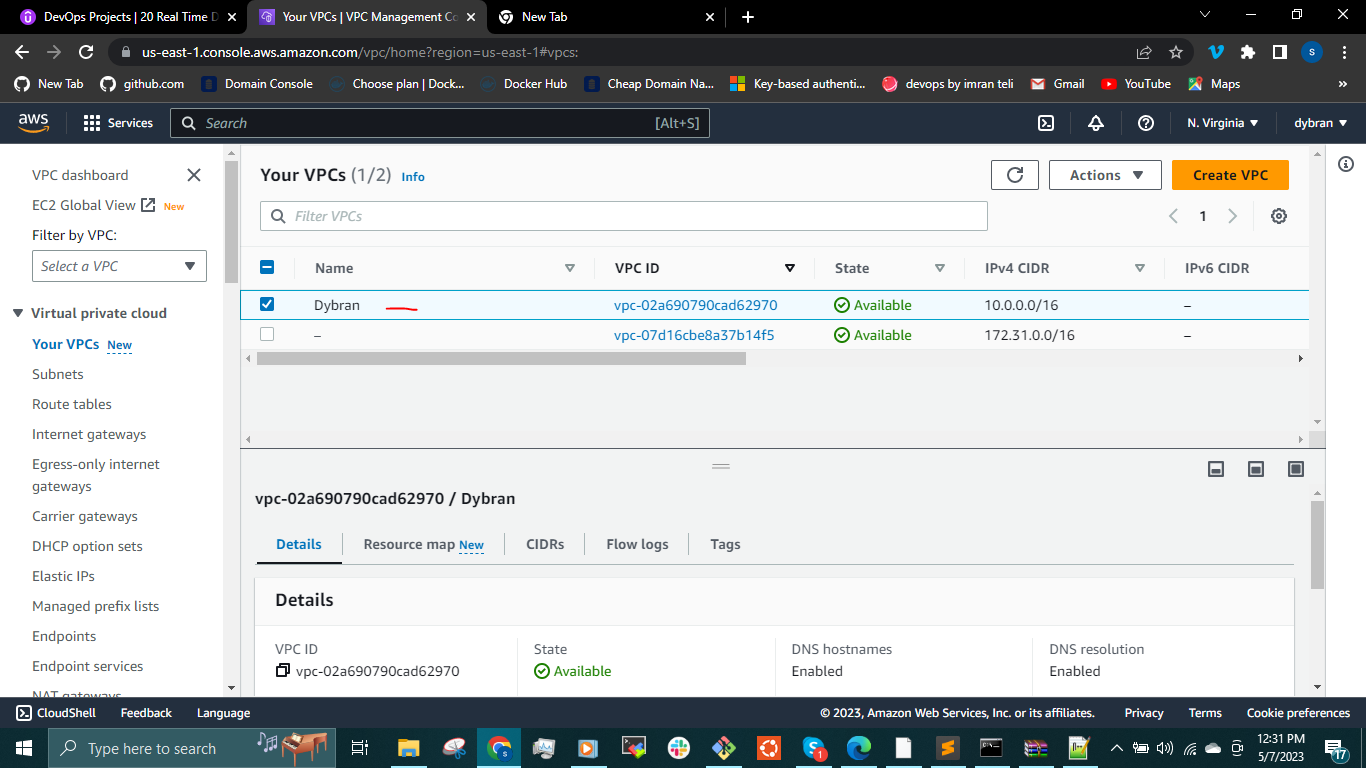 DevOps Projects | 20 Real Time D
Your VPCs | VPC Management Co
New Tab
us-east-1.console.aws.amazon.com/vpc/home?region=us-east-1#vpcs:
S
New Tab
github.com
Domain Console
Choose plan | Dock...
Docker Hub
Cheap Domain Na...
Key-based authenti...
devops by imran teli
Gmail
YouTube
Maps
»
aws
Services
Search
[Alt+S]
N. Virginia
dybran
VPC dashboard
EC2 Global View New
Filter by VPC:
Select a VPC
Virtual private cloud
Your VPCs New
Subnets
Route tables
Internet gateways
Egress-only internet
gateways
Carrier gateways
DHCP option sets
Elastic IPs
Managed prefix lists
Endpoints
Endpoint services
NAT gateways
Your VPCs (1/2) Info
Actions
Create VPC
Filter VPCs
1
Name VPC ID State IPv4 CIDR IPv6 CIDR
Dybran vpc-02a690790cad62970 Available 10.0.0.0/16 –
– vpc-07d16cbe8a37b14f5 Available 172.31.0.0/16 –
vpc-02a690790cad62970 / Dybran
Details Resource map New CIDRs Flow logs Tags
Details
VPC ID State DNS hostnames DNS resolution
vpc-02a690790cad62970 Available Enabled Enabled
CloudShell Feedback Language © 2023, Amazon Web Services, Inc. or its affiliates. Privacy Terms Cookie preferences
Type here to search
1
12:31 PM
5/7/2023
17